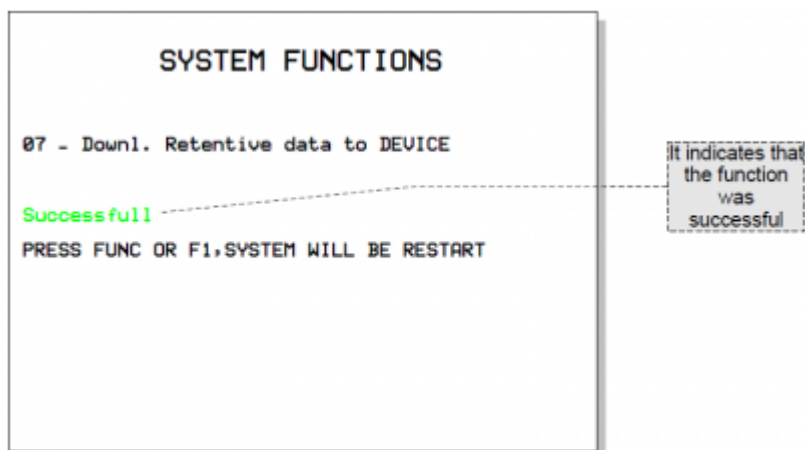 SYSTEM FUNCTIONS
07 - Downl. Retentive data to DEVICE
Successfull
PRESS FUNC OR F1,SYSTEM WILL BE RESTART
It indicates that
the function
was
successful